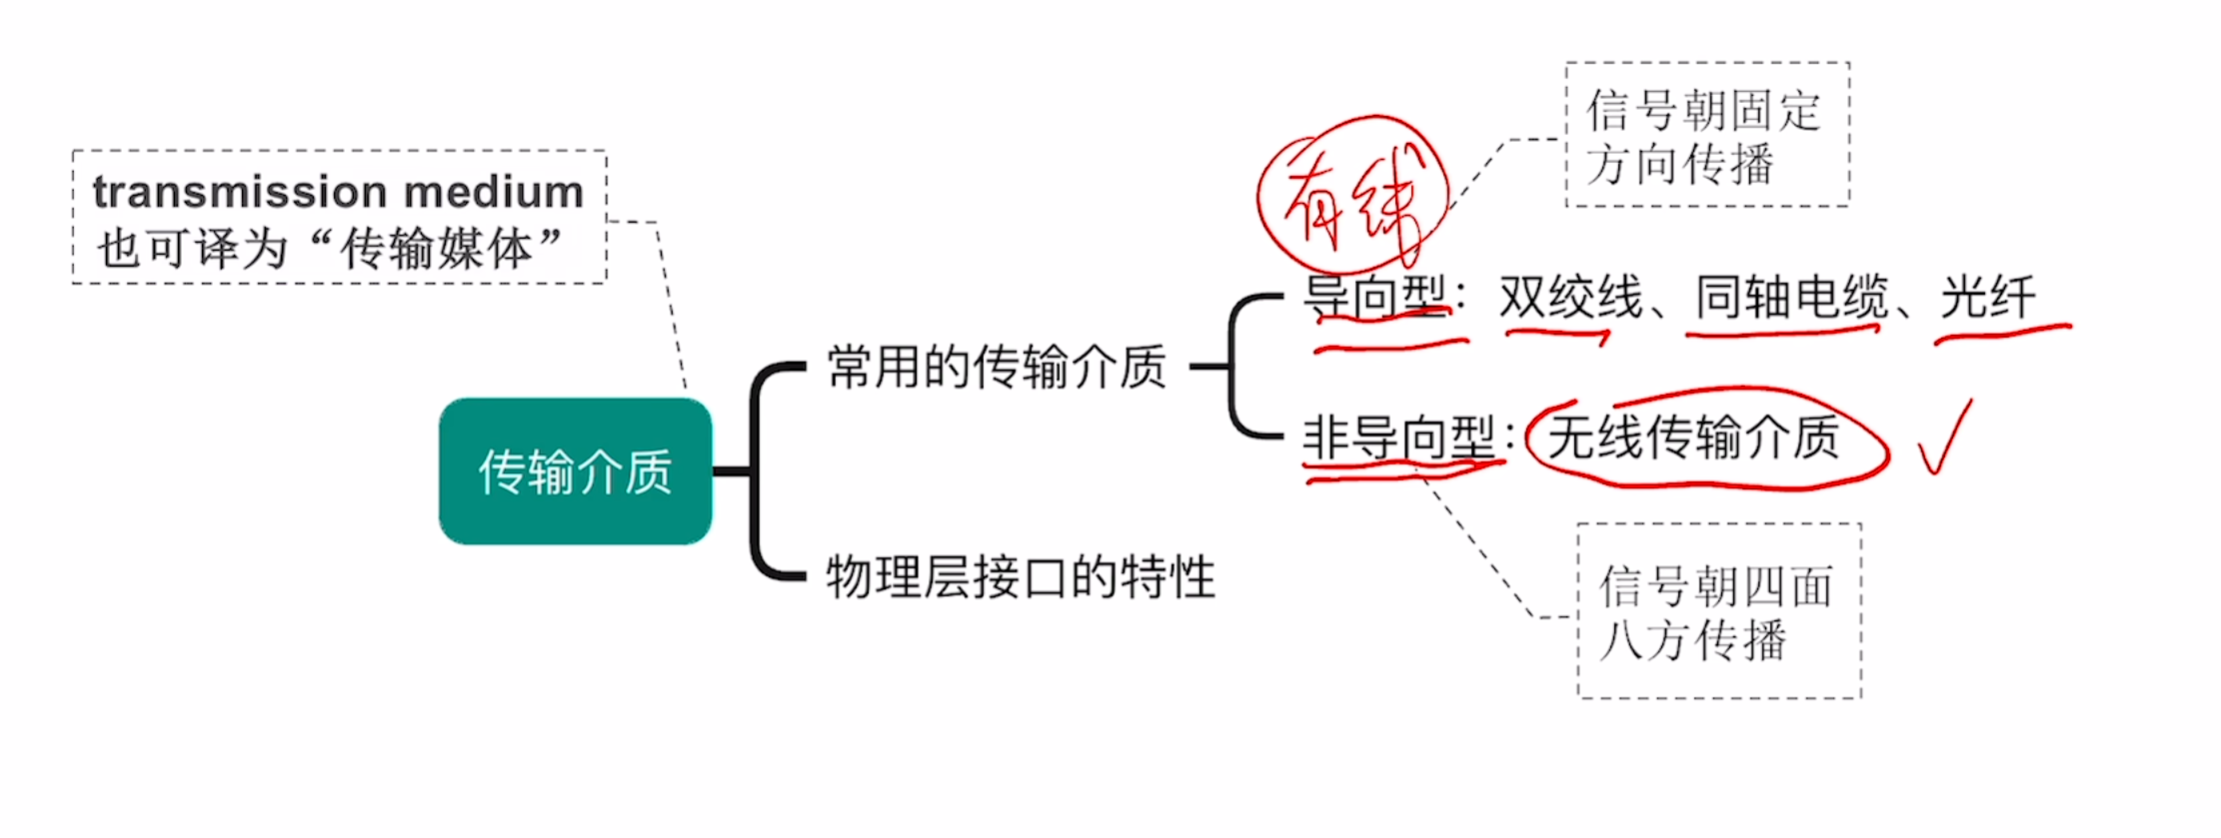 信号朝固定
方向传播
有线
transmission medium
也可译为“传输媒体”
导向型：双绞线、同轴电缆、光纤
常用的传输介质
非导向型：无线传输介质
传输介质
物理层接口的特性
信号朝四面
八方传播